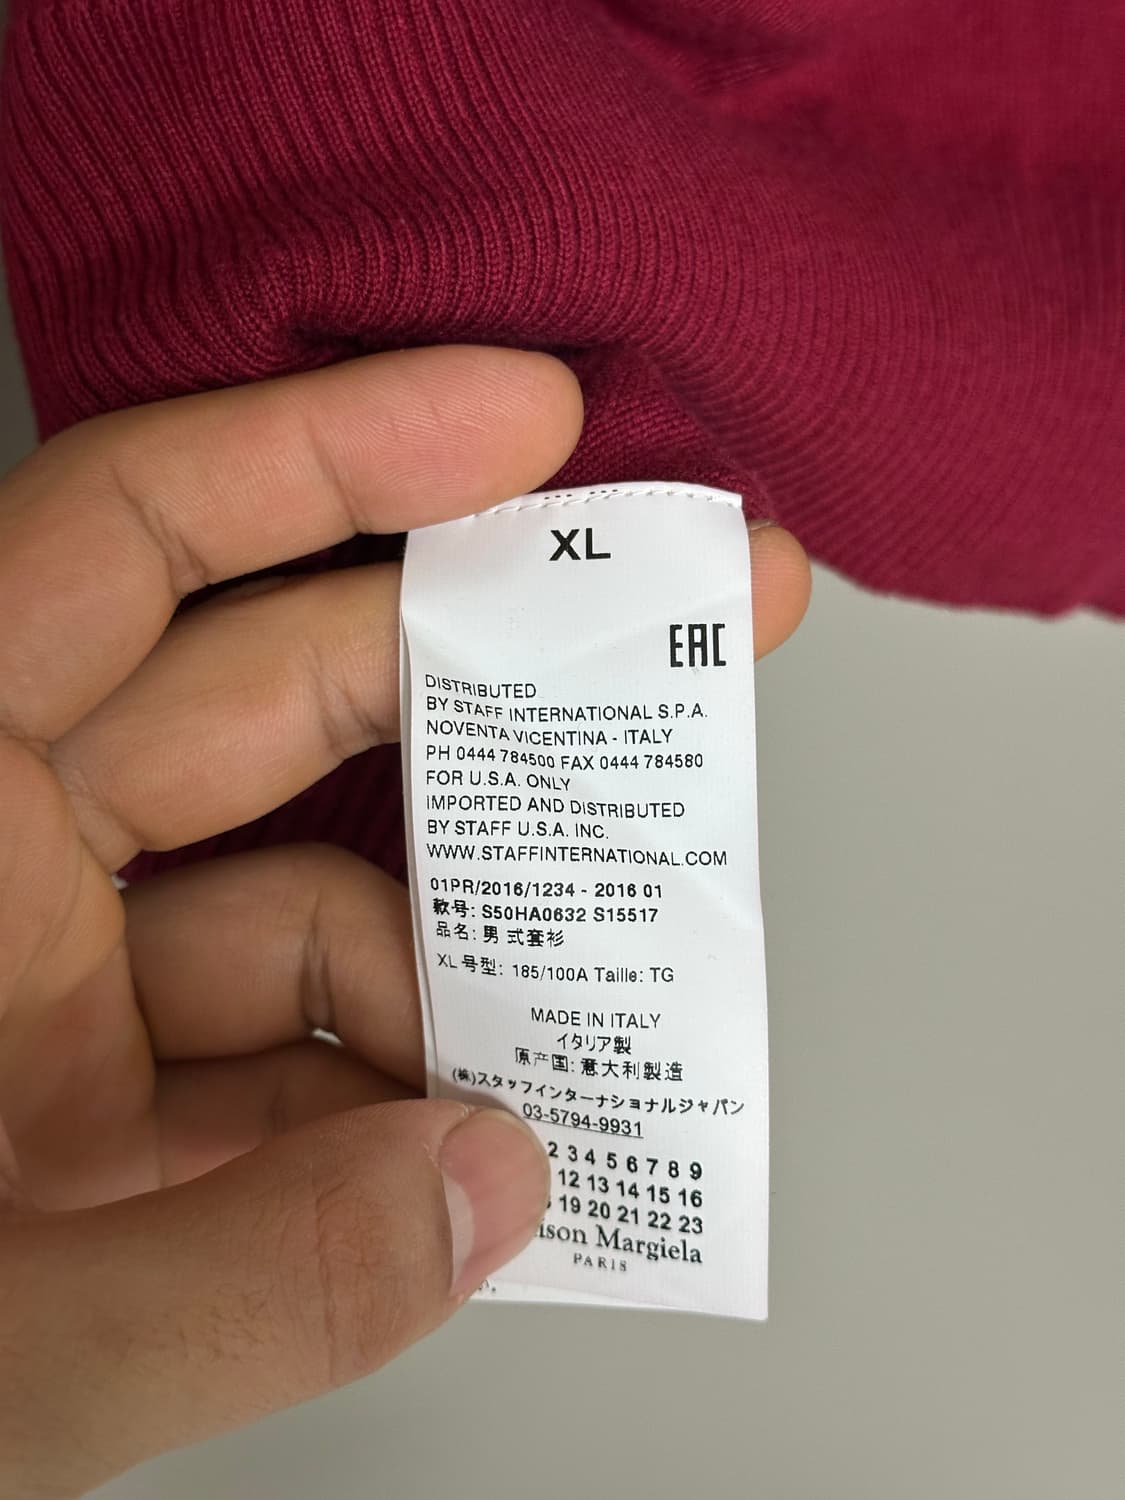 XL
EAC
DISTRIBUTED
BY STAFF INTERNATIONAL S.P.A.
NOVENTA VICENTINA - ITALY
PH 0444 784500 FAX 0444 784580
FOR U.S.A. ONLY
IMPORTED AND DISTRIBUTED
BY STAFF U.S.A. INC.
WWW.STAFFINTERNATIONAL.COM
01PR/2016/1234 - 2016 01
款号: S50HA0632 S15517
品名: 男 式套衫
XL 号型: 185/100A Taille: TG
MADE IN ITALY
イタリア製
原产国: 意大利製造
(株)スタッフインターナショナルジャパン
03-5794-9931
2 3 4 5 6 7 8 9
12 13 14 15 16
19 20 21 22 23
ison Margiela
PARIS